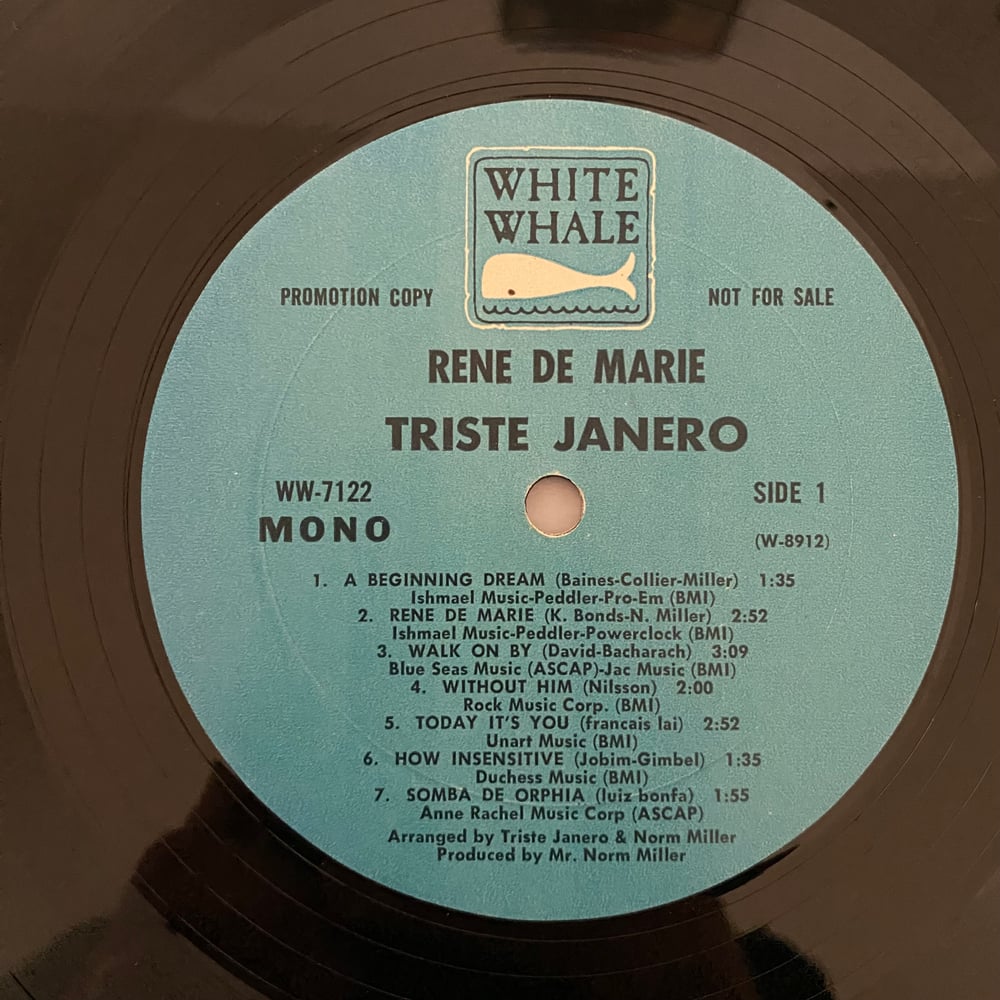 WHITE
WHALE
PROMOTION COPY NOT FOR SALE
RENE DE MARIE
TRISTE JANERO
WW-7122 SIDE 1
MONO (W-8912)
1. A BEGINNING DREAM (Baines-Collier-Miller) 1:35
Ishmael Music-Peddler-Pro-Em (BMI)
2. RENE DE MARIE (K. Bonds-N. Miller) 2:52
Ishmael Music-Peddler-Powerclock (BMI)
3. WALK ON BY (David-Bacharach) 3:09
Blue Seas Music (ASCAP)-Jac Music (BMI)
4. WITHOUT HIM (Nilsson) 2:00
Rock Music Corp. (BMI)
5. TODAY IT'S YOU (francais lai) 2:52
Unart Music (BMI)
6. HOW INSENSITIVE (Jobim-Gimbel) 1:35
Duchess Music (BMI)
7. SOMBA DE ORPHIA (luiz bonfa) 1:55
Anne Rachel Music Corp (ASCAP)
Arranged by Triste Janero & Norm Miller
Produced by Mr. Norm Miller